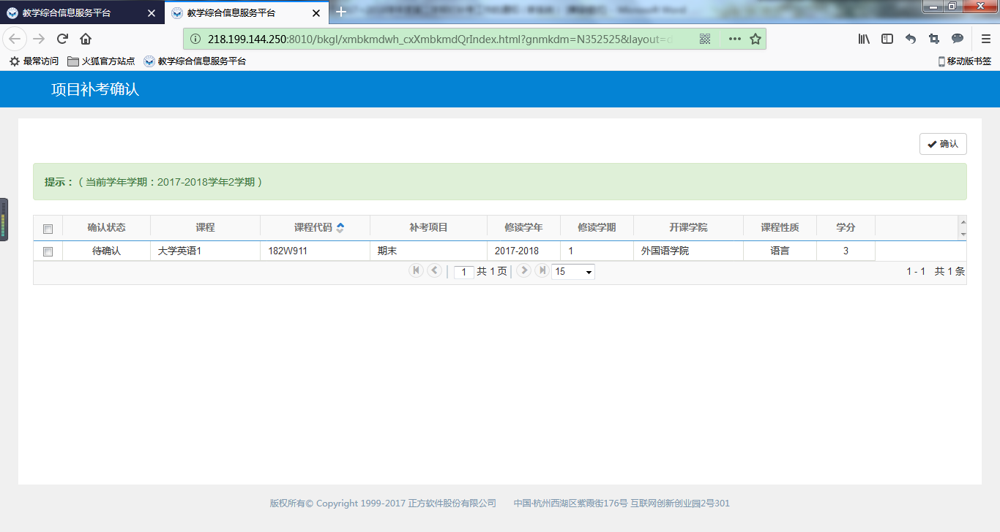 教学综合信息服务平台 教学综合信息服务平台
218.199.144.250:8010/bkgl/xmbkmdwh_cxXmbkmdQrIndex.html?gnmkdm=N352525&layout=d
最常访问 火狐官方站点 教学综合信息服务平台 移动版书签
项目补考确认
确认
提示：（当前学年学期：2017-2018学年2学期）
确认状态 课程 课程代码 补考项目 修读学年 修读学期 开课学院 课程性质 学分
待确认 大学英语1 182W911 期末 2017-2018 1 外国语学院 语言 3
1 共 1 页 15 1 - 1 共 1 条
版权所有© Copyright 1999-2017 正方软件股份有限公司 中国·杭州西湖区紫霞街176号 互联网创新创业园2号301